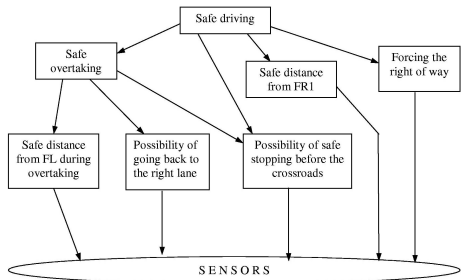 Safe driving
Safe
overtaking
Safe distance
from FR1
Forcing the
right of way
Safe distance
from FL during
overtaking
Possibility of
going back to
the right lane
Possibility of safe
stopping before the
crossroads
SENSORS